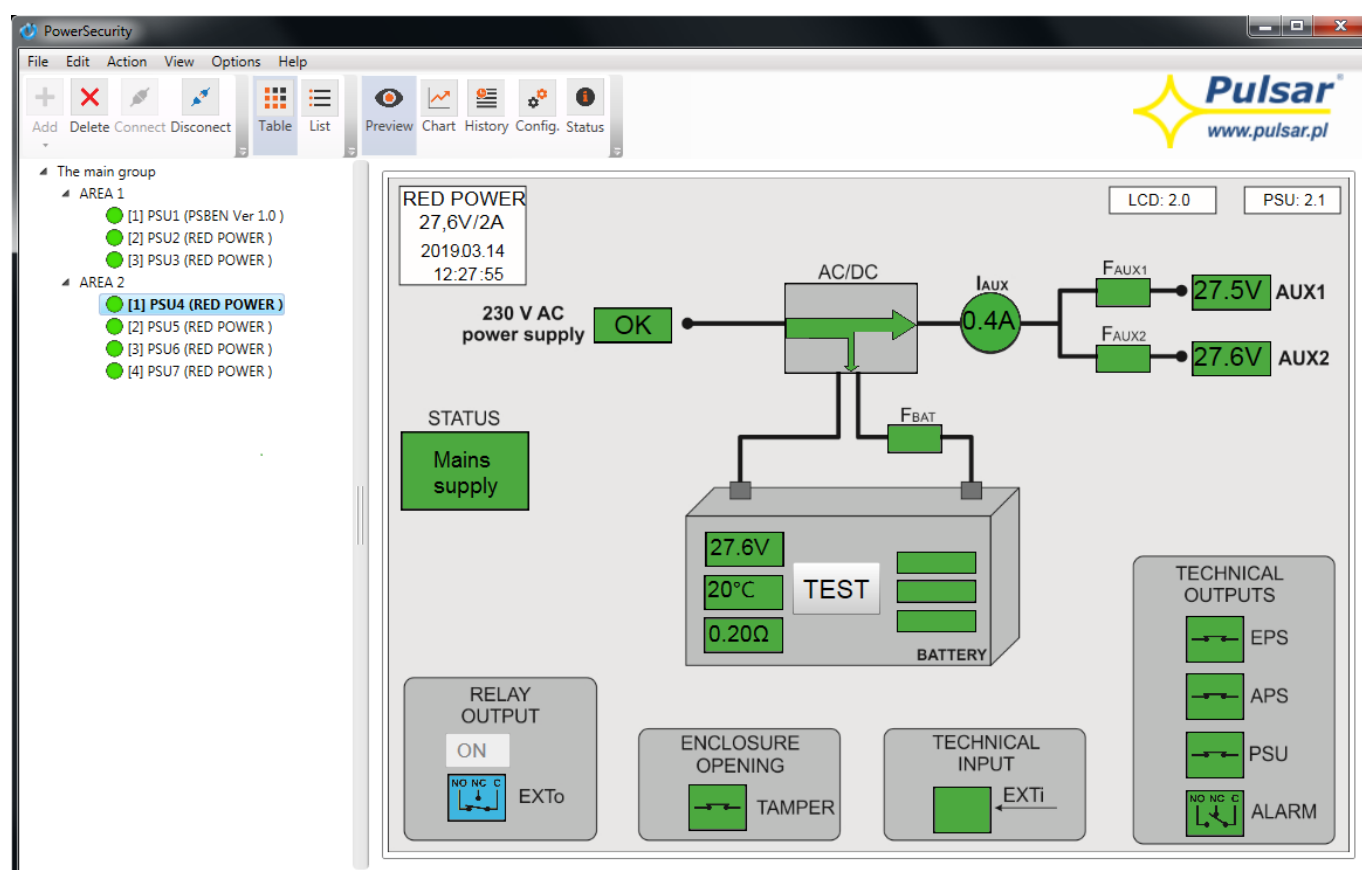 PowerSecurity
File Edit Action View Options Help
Add Delete Connect Disconect Table List Preview Chart History Config. Status
Pulsar®
www.pulsar.pl
The main group
AREA 1
[1] PSU1 (PSBEN Ver 1.0 )
[2] PSU2 (RED POWER )
[3] PSU3 (RED POWER )
AREA 2
[1] PSU4 (RED POWER )
[2] PSU5 (RED POWER )
[3] PSU6 (RED POWER )
[4] PSU7 (RED POWER )
RED POWER
27,6V/2A
2019.03.14
12:27:55
LCD: 2.0
PSU: 2.1
230 V AC
power supply
OK
AC/DC
IAUX
0.4A
FAUX1
27.5V AUX1
FAUX2
27.6V AUX2
STATUS
Mains
supply
FBAT
27.6V
20°C
0.20Ω
TEST
BATTERY
RELAY
OUTPUT
ON
NO NC C
EXTo
ENCLOSURE
OPENING
TAMPER
TECHNICAL
INPUT
EXTi
TECHNICAL
OUTPUTS
EPS
APS
PSU
NO NC C
ALARM